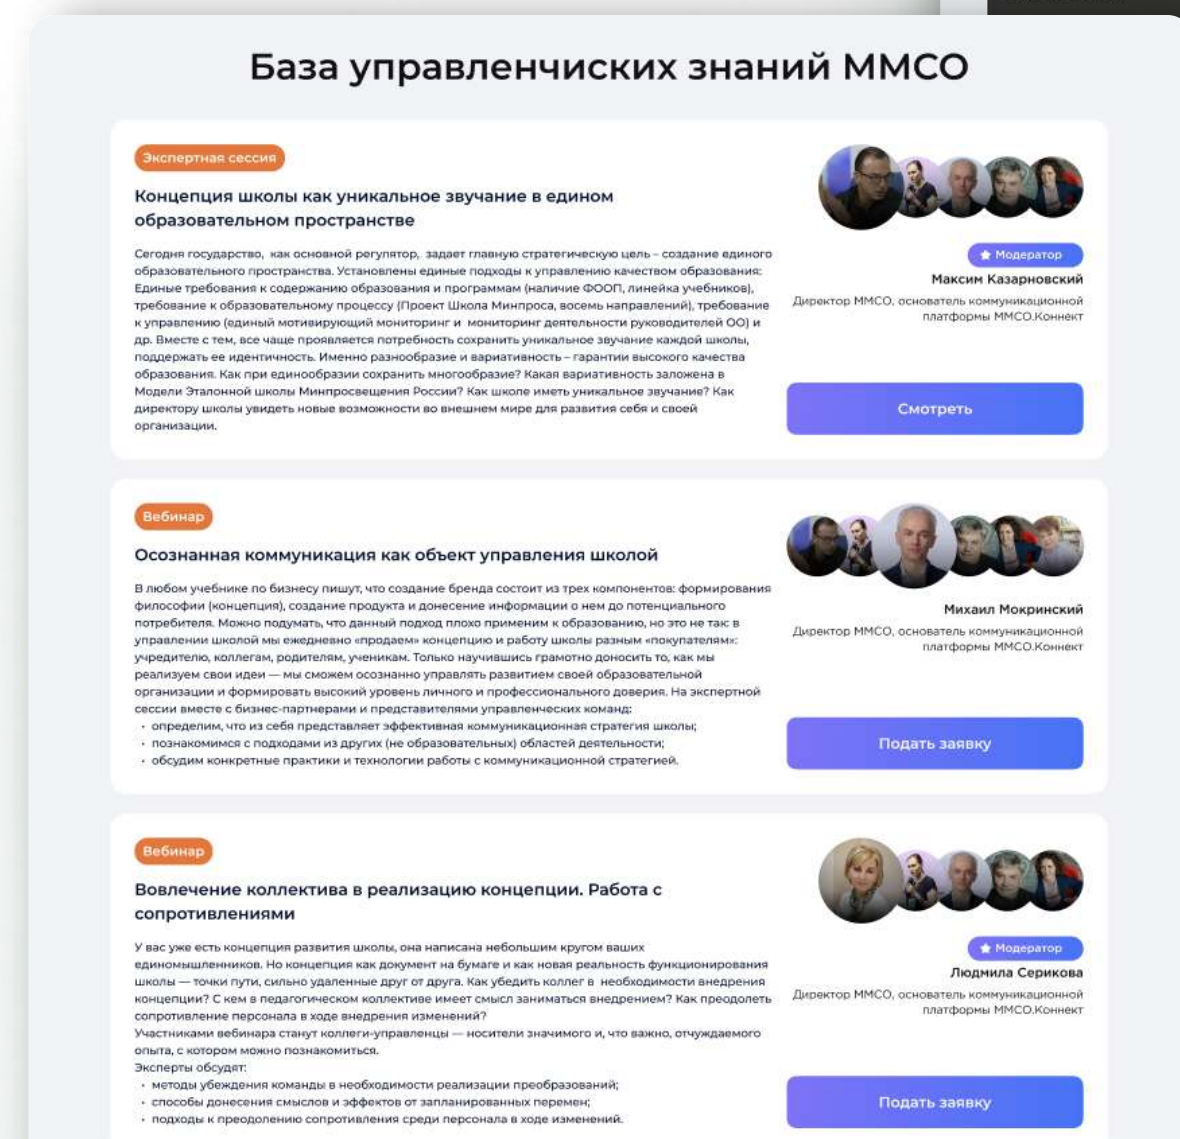 База управленчиских знаний ММСО
Экспертная сессия
Концепция школы как уникальное звучание в едином
образовательном пространстве
Сегодня государство, как основной регулятор, задает главную стратегическую цель – создание единого
образовательного пространства. Установлены единые подходы к управлению качеством образования:
Единые требования к содержанию образования и программам (наличие ФООП, линейка учебников),
требование к образовательному процессу (Проект Школа Минпроса, восемь направлений), требование
к управлению (единый мотивирующий мониторинг и мониторинг деятельности руководителей ОО) и
др. Вместе с тем, все чаще проявляется потребность сохранить уникальное звучание каждой школы,
поддержать ее идентичность. Именно разнообразие и вариативность – гарантии высокого качества
образования. Как при единообразии сохранить многообразие? Какая вариативность заложена в
Модели Эталонной школы Минпросвещения России? Как школе иметь уникальное звучание? Как
директору школы увидеть новые возможности во внешнем мире для развития себя и своей
организации.
Модератор
Максим Казарновский
Директор ММСО, основатель коммуникационной
платформы ММСО.Коннект
Смотреть
Вебинар
Осознанная коммуникация как объект управления школой
В любом учебнике по бизнесу пишут, что создание бренда состоит из трех компонентов: формирования
философии (концепция), создание продукта и донесение информации о нем до потенциального
потребителя. Можно подумать, что данный подход плохо применим к образованию, но это не так: в
управлении школой мы ежедневно «продаем» концепцию и работу школы разным «покупателям»:
учредителю, коллегам, родителям, ученикам. Только научившись грамотно доносить то, как мы
реализуем свои идеи — мы сможем осознанно управлять развитием своей образовательной
организации и формировать высокий уровень личного и профессионального доверия. На экспертной
сессии вместе с бизнес-партнерами и представителями управленческих команд:
• определим, что из себя представляет эффективная коммуникационная стратегия школы;
• познакомимся с подходами из других (не образовательных) областей деятельности;
• обсудим конкретные практики и технологии работы с коммуникационной стратегией.
Михаил Мокринский
Директор ММСО, основатель коммуникационной
платформы ММСО.Коннект
Подать заявку
Вебинар
Вовлечение коллектива в реализацию концепции. Работа с
сопротивлениями
У вас уже есть концепция развития школы, она написана небольшим кругом ваших
единомышленников. Но концепция как документ на бумаге и как новая реальность функционирования
школы — точки пути, сильно удаленные друг от друга. Как убедить коллег в необходимости внедрения
концепции? С кем в педагогическом коллективе имеет смысл заниматься внедрением? Как преодолеть
сопротивление персонала в ходе внедрения изменений?
Участниками вебинара станут коллеги-управленцы — носители значимого и, что важно, отчуждаемого
опыта, с котором можно познакомиться.
Эксперты обсудят:
• методы убеждения команды в необходимости реализации преобразований;
• способы донесения смыслов и эффектов от запланированных перемен;
• подходы к преодолению сопротивления среди персонала в ходе изменений.
Модератор
Людмила Серикова
Директор ММСО, основатель коммуникационной
платформы ММСО.Коннект
Подать заявку